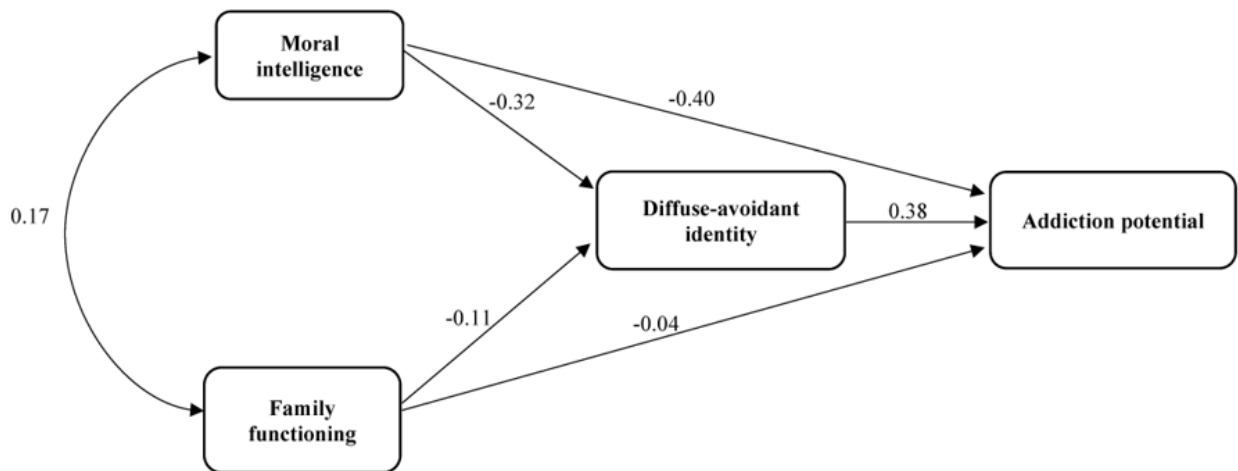 Moral
intelligence
-0.40
-0.32
0.17
Diffuse-avoidant
identity
0.38
Addiction potential
-0.11
-0.04
Family
functioning